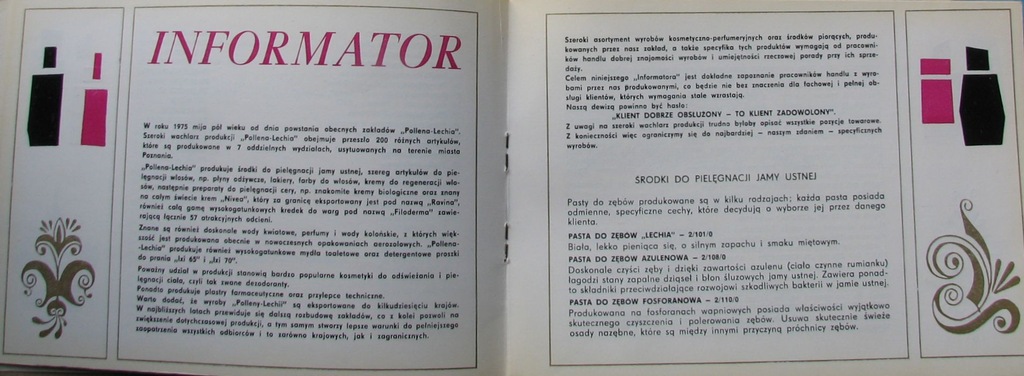 INFORMATOR
W roku 1975 mija pół wieku od dnia powstania obecnych zakładów „Pollena-Lechia".
Szeroki wachlarz produkcji „Pollena-Lechia" obejmuje przeszło 200 różnych artykułów,
które są produkowane w 7 oddzielnych wydziałach, usytuowanych na terenie miasta
Poznania.
„Pollena-Lechia" produkuje środki do pielęgnacji jamy ustnej, szereg artykułów do pie-
lęgnacji włosów, np. płyny odżywcze, lakiery, farby do włosów, kremy do regeneracji wło-
sów, następnie preparaty do pielęgnacji cery, np. znakomite kremy biologiczne oraz znany
na całym świecie krem „Nivea", który za granicę eksportowany jest pod nazwą „Ravina",
również całą gamę wysokogatunkowych kredek do warg pod nazwą „Filoderma" zawie-
rającą łącznie 57 atrakcyjnych odcieni.
Znane są również doskonałe wody kwiatowe, perfumy i wody kolońskie, z których więk-
szość jest produkowana obecnie w nowoczesnych opakowaniach aerozolowych. „Pollena-
-Lechia" produkuje również wysokogatunkowe mydła toaletowe oraz detergentowe proszki
do prania „Ixi 65" i „Ixi 70".
Poważny udział w produkcji stanowią bardzo popularne kosmetyki do odświeżania i pie-
lęgnacji ciała, czyli tak zwane dezodoranty.
Ponadto produkuje plastry farmaceutyczne oraz przylepce techniczne.
Warto dodać, że wyroby „Polleny-Lechii" są eksportowane do kilkudziesięciu krajów.
W najbliższych latach przewiduje się dalszą rozbudowę zakładów, co z kolei pozwoli na
zwiększenie dotychczasowej produkcji, a tym samym stworzy lepsze warunki do pełniejszego
zaopatrzenia wszystkich odbiorców i to zarówno krajowych, jak i zagranicznych.
Szeroki asortyment wyrobów kosmetyczno-perfumeryjnych oraz środków piorących, produ-
kowanych przez nasz zakład, a także specyfika tych produktów wymagają od pracowni-
ków handlu dobrej znajomości wyrobów i umiejętności rzeczowej porady przy ich sprze-
daży.
Celem niniejszego „Informatora" jest dokładne zapoznanie pracowników handlu z wyro-
bami przez nas produkowanymi, co będzie nie bez znaczenia dla fachowej i pełnej ob-
sługi klientów, których wymagania stale wzrastają.
Naszą dewizą powinno być hasło:
„KLIENT DOBRZE OBSŁUŻONY – TO KLIENT ZADOWOLONY".
Z uwagi na szeroki wachlarz produkcji trudno byłoby opisać wszystkie pozycje towarowe.
Z konieczności więc ograniczymy się do najbardziej – naszym zdaniem – specyficznych
wyrobów.
ŚRODKI DO PIELĘGNACJI JAMY USTNEJ
Pasty do zębów produkowane są w kilku rodzajach; każda pasta posiada
odmienne, specyficzne cechy, które decydują o wyborze jej przez danego
klienta.
PASTA DO ZĘBÓW „LECHIA" – 2/101/0
Biała, lekko pieniąca się, o silnym zapachu i smaku miętowym.
PASTA DO ZĘBÓW AZULENOWA – 2/108/0
Doskonale czyści zęby i dzięki zawartości azulenu (ciało czynne rumianku)
łagodzi stany zapalne dziąseł i błon śluzowych jamy ustnej. Zawiera ponad-
to składniki przeciwdziałające rozwojowi szkodliwych bakterii w jamie ustnej.
PASTA DO ZĘBÓW FOSFORANOWA – 2/110/0
Produkowana na fosforanach wapniowych posiada właściwości wyjątkowo
skutecznego czyszczenia i polerowania zębów. Usuwa skutecznie świeże
osady nazębne, które są między innymi przyczyną próchnicy zębów.